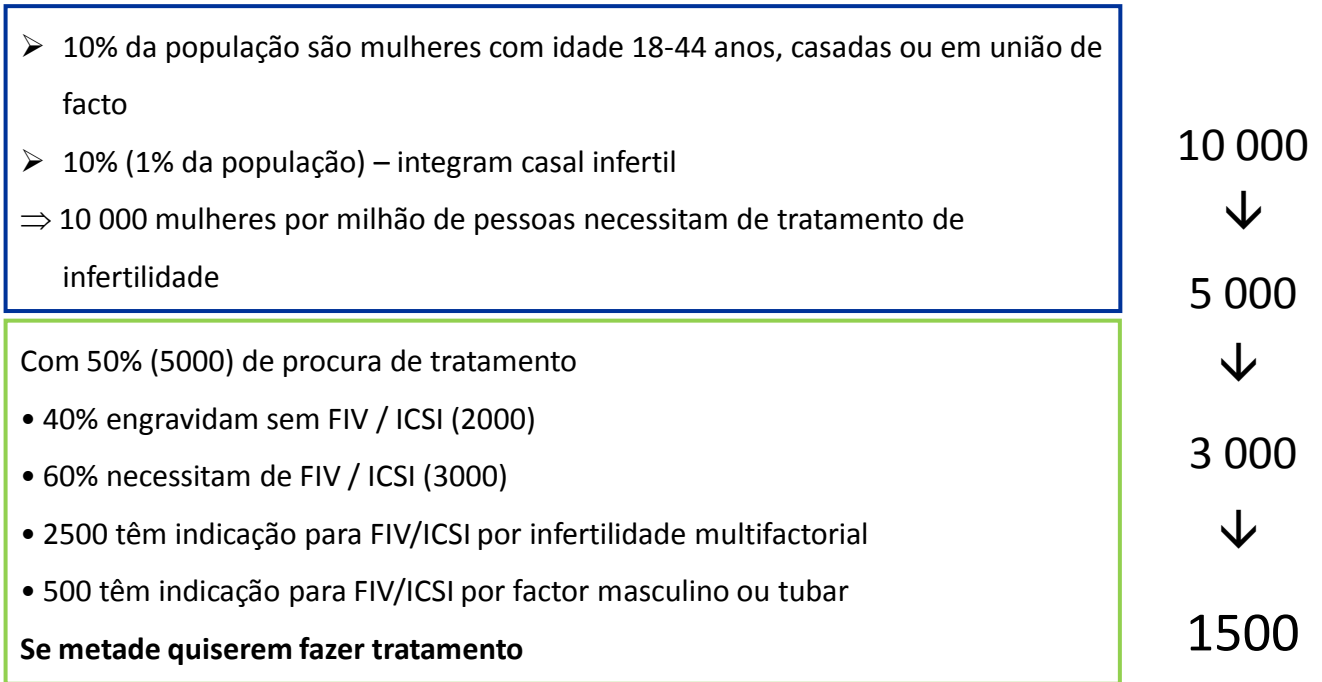 ➢ 10% da população são mulheres com idade 18-44 anos, casadas ou em união de
facto
➢ 10% (1% da população) – integram casal infertil
⇒ 10 000 mulheres por milhão de pessoas necessitam de tratamento de
infertilidade
Com 50% (5000) de procura de tratamento
• 40% engravidam sem FIV / ICSI (2000)
• 60% necessitam de FIV / ICSI (3000)
• 2500 têm indicação para FIV/ICSI por infertilidade multifactorial
• 500 têm indicação para FIV/ICSI por factor masculino ou tubar
Se metade quiserem fazer tratamento
10 000
↓
5 000
↓
3 000
↓
1500